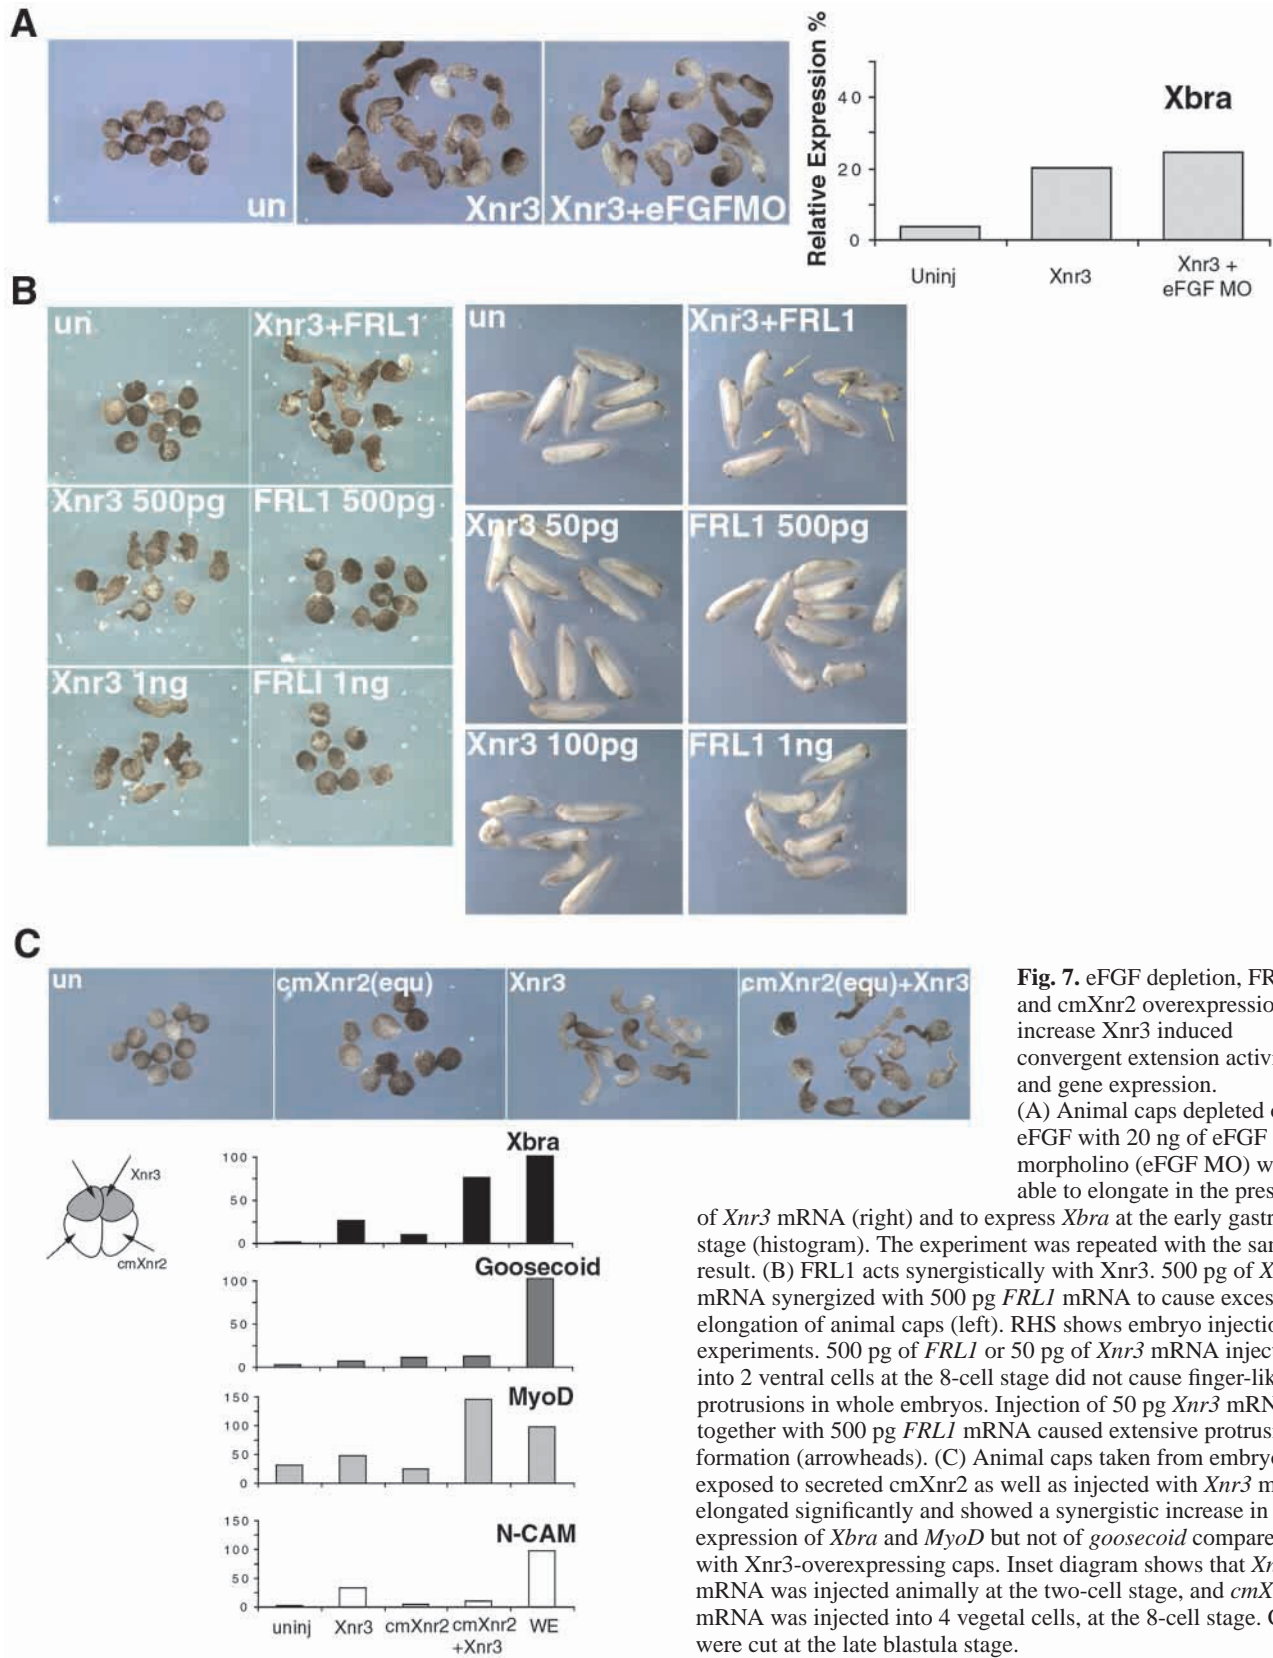 A
un
Xnr3
Xnr3+eFGFMO
Relative Expression %
Xbra
40
20
0
Uninj
Xnr3
Xnr3 +
eFGF MO
B
un
Xnr3+FRL1
Xnr3 500pg
FRL1 500pg
Xnr3 1ng
FRLI 1ng
un
Xnr3+FRL1
Xnr3 50pg
FRL1 500pg
Xnr3 100pg
FRL1 1ng
C
un
cmXnr2(equ)
Xnr3
cmXnr2(equ)+Xnr3
Xnr3
cmXnr2
Xbra
100
50
0
Goosecoid
100
50
0
MyoD
150
100
50
0
N-CAM
150
100
50
0
uninj
Xnr3
cmXnr2
cmXnr2
+Xnr3
WE
Fig. 7. eFGF depletion, FR
and cmXnr2 overexpressio
increase Xnr3 induced
convergent extension activi
and gene expression.
(A) Animal caps depleted o
eFGF with 20 ng of eFGF
morpholino (eFGF MO) w
able to elongate in the pres
of Xnr3 mRNA (right) and to express Xbra at the early gastr
stage (histogram). The experiment was repeated with the sar
result. (B) FRL1 acts synergistically with Xnr3. 500 pg of X
mRNA synergized with 500 pg FRL1 mRNA to cause exces
elongation of animal caps (left). RHS shows embryo injectio
experiments. 500 pg of FRL1 or 50 pg of Xnr3 mRNA inject
into 2 ventral cells at the 8-cell stage did not cause finger-lik
protrusions in whole embryos. Injection of 50 pg Xnr3 mRN
together with 500 pg FRL1 mRNA caused extensive protrusi
formation (arrowheads). (C) Animal caps taken from embryo
exposed to secreted cmXnr2 as well as injected with Xnr3 m
elongated significantly and showed a synergistic increase in
expression of Xbra and MyoD but not of goosecoid compare
with Xnr3-overexpressing caps. Inset diagram shows that Xn
mRNA was injected animally at the two-cell stage, and cmX
mRNA was injected into 4 vegetal cells, at the 8-cell stage. C
were cut at the late blastula stage.